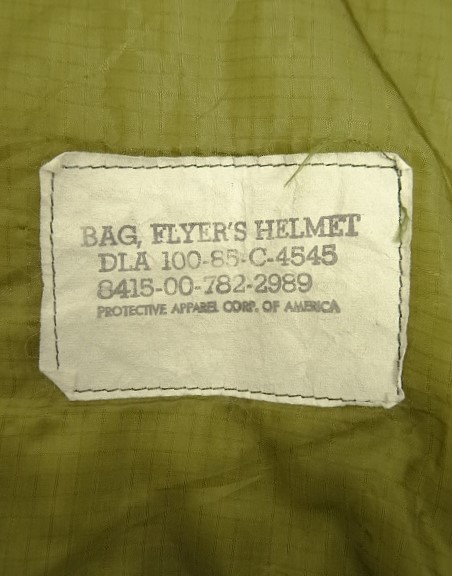 BAG, FLYER'S HELMET
DLA 100-85-C-4545
8415-00-782-2989
PROTECTIVE APPAREL CORP. OF AMERICA